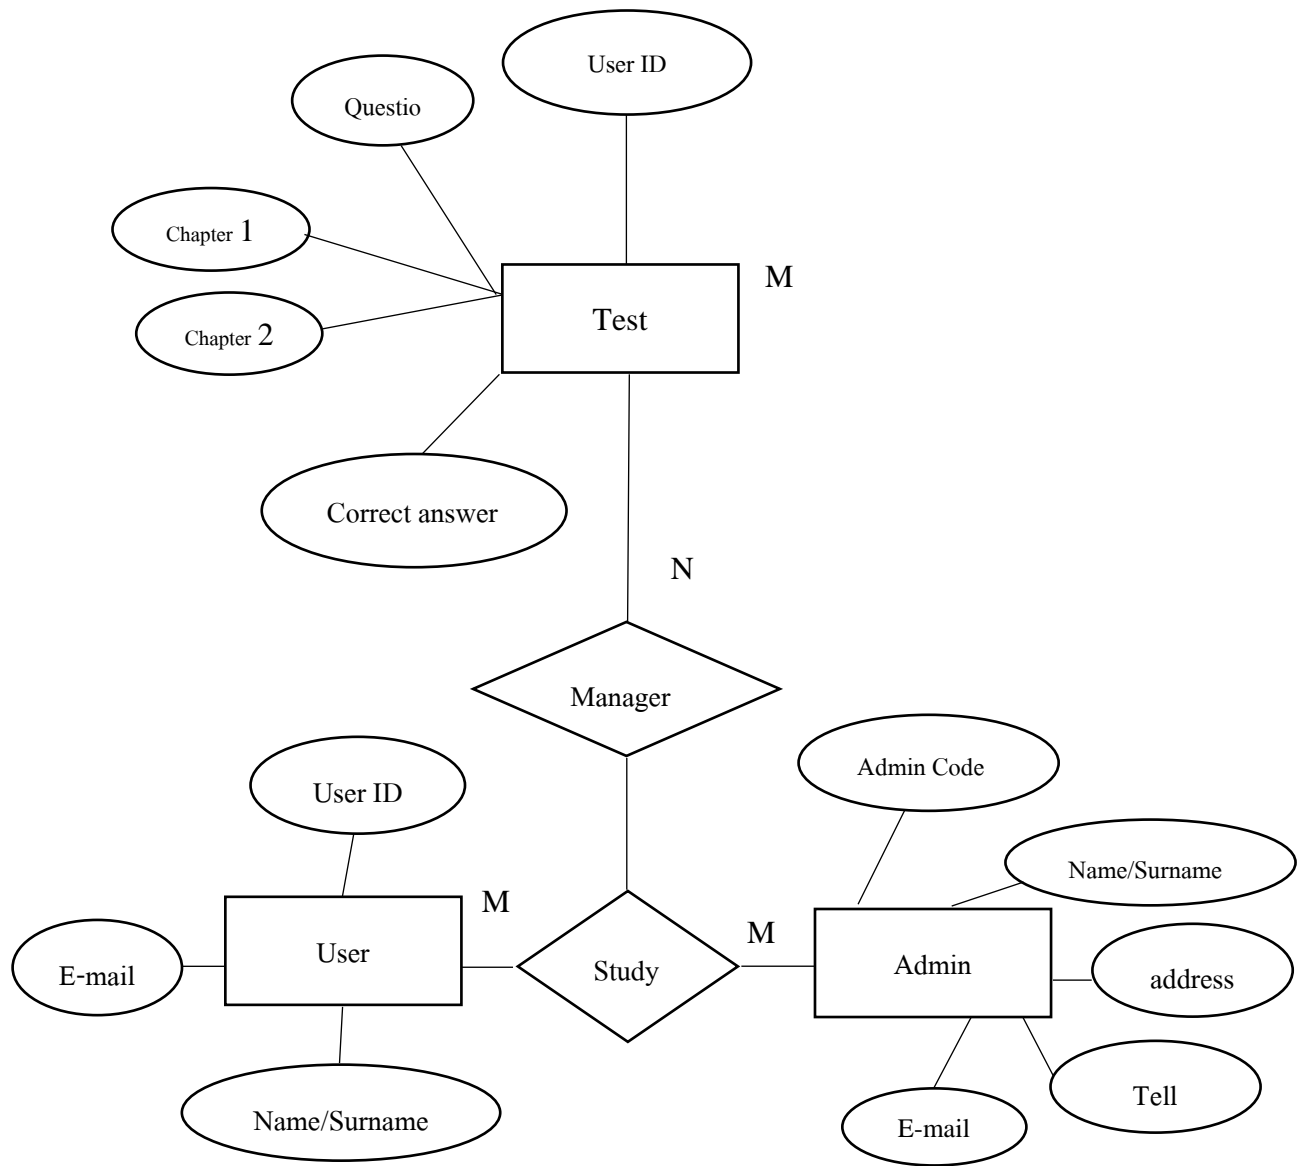 User ID
Questio
Chapter 1
M
Test
Chapter 2
Correct answer
N
Manager
Admin Code
User ID
Name/Surname
M
M
User
Study
Admin
E-mail
address
Tell
Name/Surname
E-mail